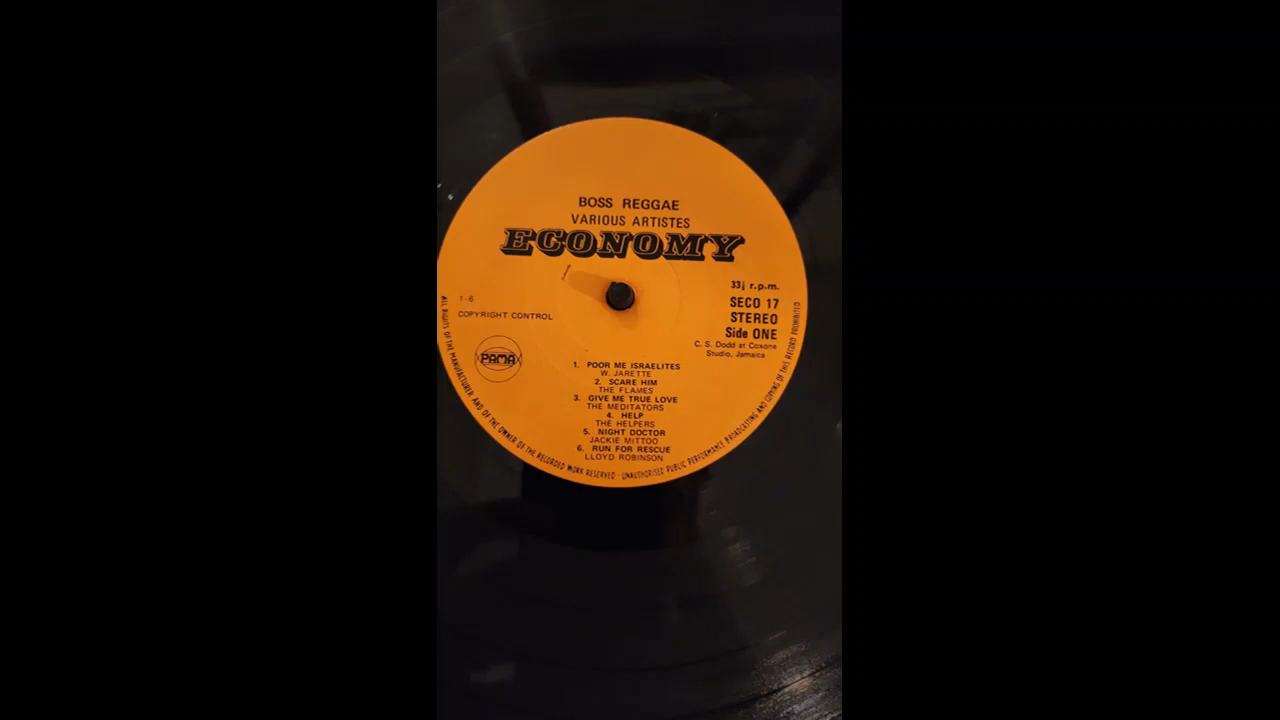 BOSS REGGAE
VARIOUS ARTISTES
ECONOMY
33⅓ r.p.m.
1-6
SECO 17
COPYRIGHT CONTROL
STEREO
Side ONE
C. S. Dodd at Coxone
Studio, Jamaica
PAMA
1. POOR ME ISRAELITES
W. JARETTE
2. SCARE HIM
THE FLAMES
3. GIVE ME TRUE LOVE
THE MEDITATORS
4. HELP
THE HELPERS
5. NIGHT DOCTOR
JACKIE MITTOO
6. RUN FOR RESCUE
LLOYD ROBINSON
ALL RIGHTS OF THE MANUFACTURER AND OF THE OWNER OF THE RECORDED WORK RESERVED · UNAUTHORISED PUBLIC PERFORMANCE BROADCASTING AND COPYING OF THIS RECORD PROHIBITED